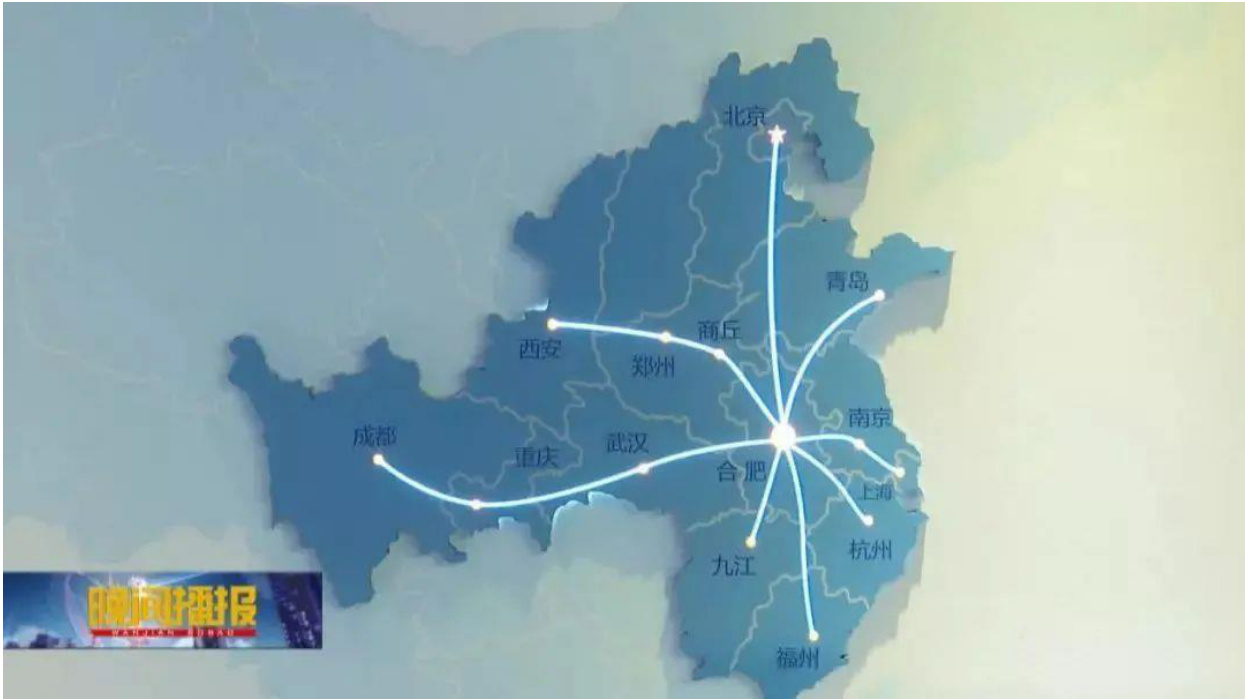 北京
青岛
商丘
西安
郑州
南京
成都
武汉
重庆
合肥
上海
杭州
九江
福州
晚间播报
WANJIAN BOBAO